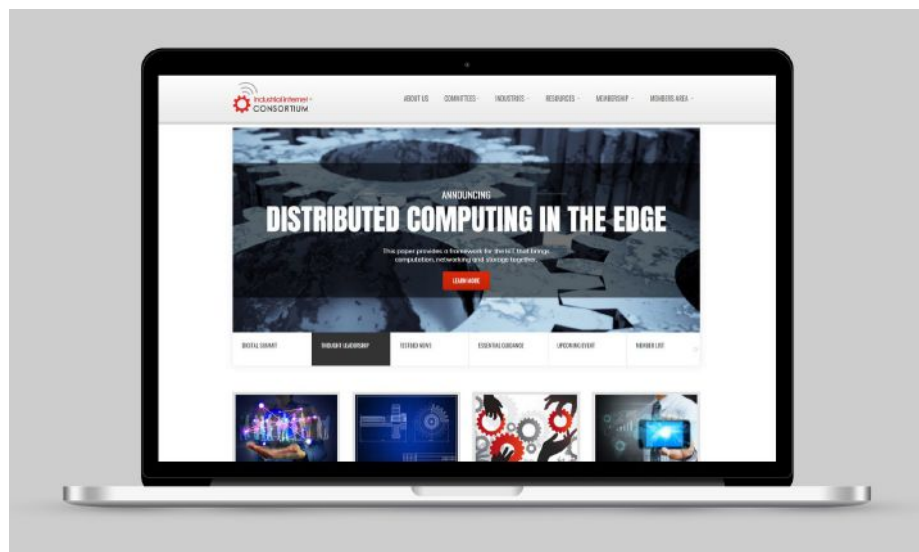 Industrial Internet
CONSORTIUM
ABOUT US COMMITTEES INDUSTRIES RESOURCES MEMBERSHIP MEMBERS AREA
ANNOUNCING
DISTRIBUTED COMPUTING IN THE EDGE
This paper provides a framework for the IIoT that brings
computation, networking and storage together.
LEARN MORE
DIGITAL SUMMIT THOUGHT LEADERSHIP TESTBED NEWS ESSENTIAL GUIDANCE UPCOMING EVENT MEMBER LIST